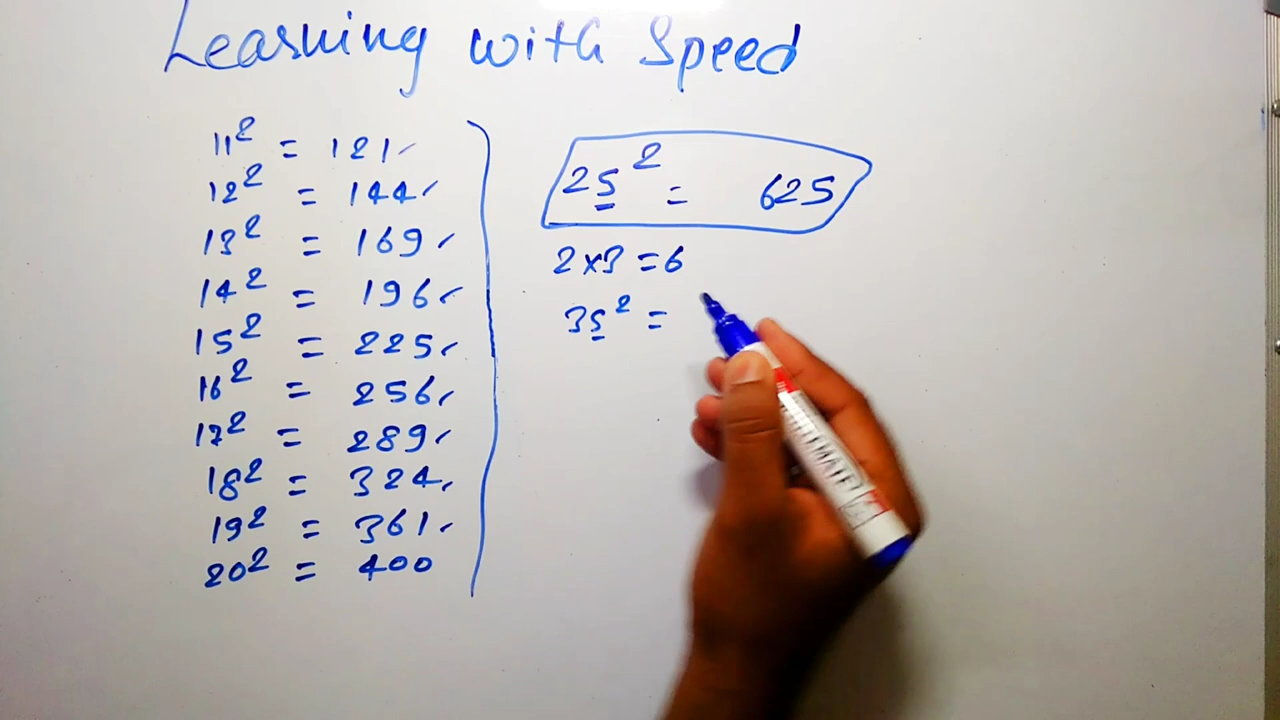 Learning with Speed
11² = 121
12² = 144
13² = 169
14² = 196
15² = 225
16² = 256
17² = 289
18² = 324
19² = 361
20² = 400
25² = 625
2×3 = 6
35² =